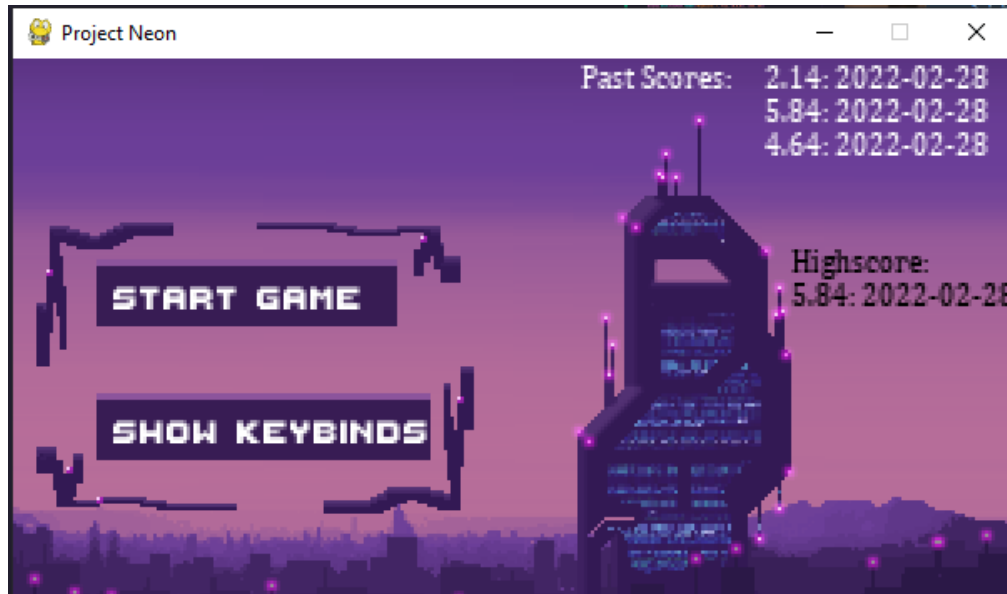 Project Neon
Past Scores: 2.14: 2022-02-28
5.84: 2022-02-28
4.64: 2022-02-28
Highscore:
5.84: 2022-02-28
START GAME
SHOW KEYBINDS